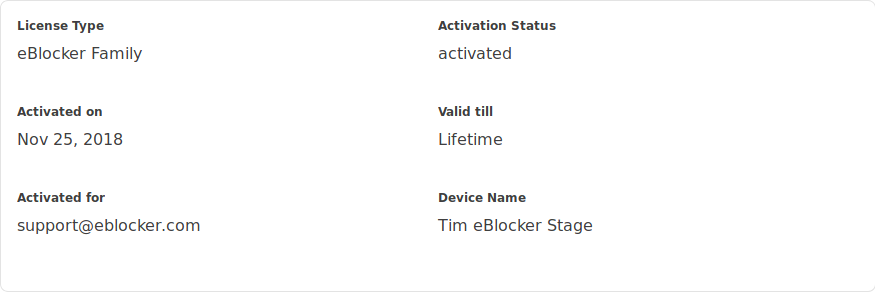 License Type
Activation Status
eBlocker Family
activated
Activated on
Valid till
Nov 25, 2018
Lifetime
Activated for
Device Name
support@eblocker.com
Tim eBlocker Stage